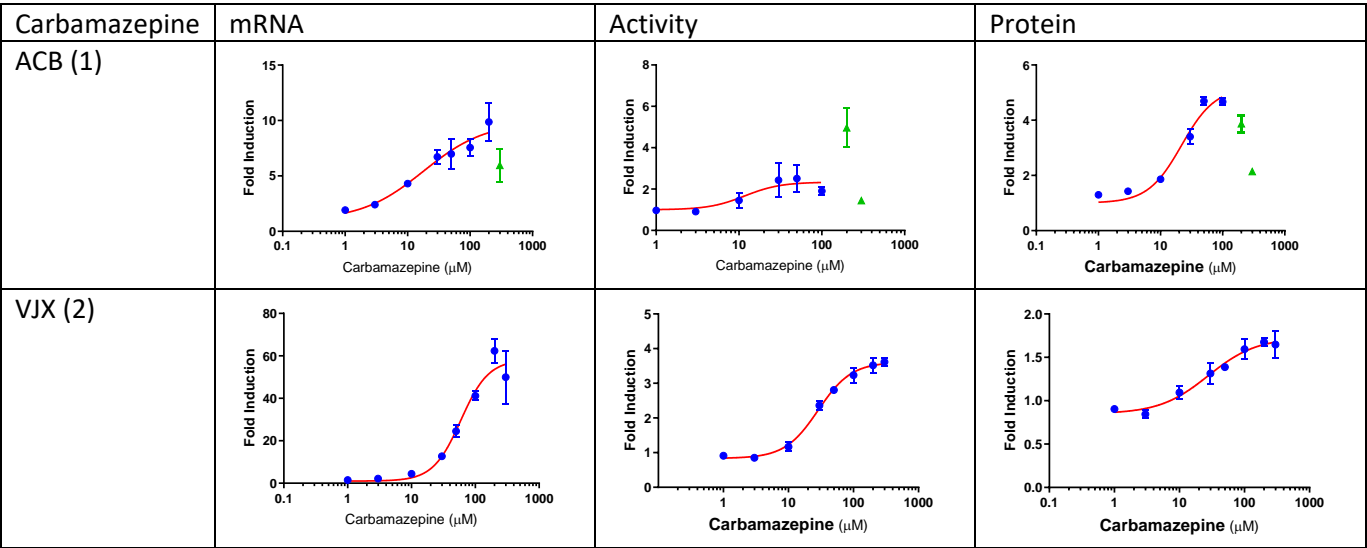 Carbamazepine mRNA Activity Protein
ACB (1)
Fold Induction
15
10
5
0
0.1 1 10 100 1000
Carbamazepine (μM)
Fold Induction
8
6
4
2
0
1 10 100 1000
Carbamazepine (μM)
Fold Induction
6
4
2
0
0.1 1 10 100 1000
Carbamazepine (μM)
VJX (2)
Fold Induction
80
60
40
20
0
0.1 1 10 100 1000
Carbamazepine (μM)
Fold Induction
5
4
3
2
1
0
1 10 100 1000
Carbamazepine (μM)
Fold Induction
2.0
1.5
1.0
0.5
0.0
0.1 1 10 100 1000
Carbamazepine (μM)